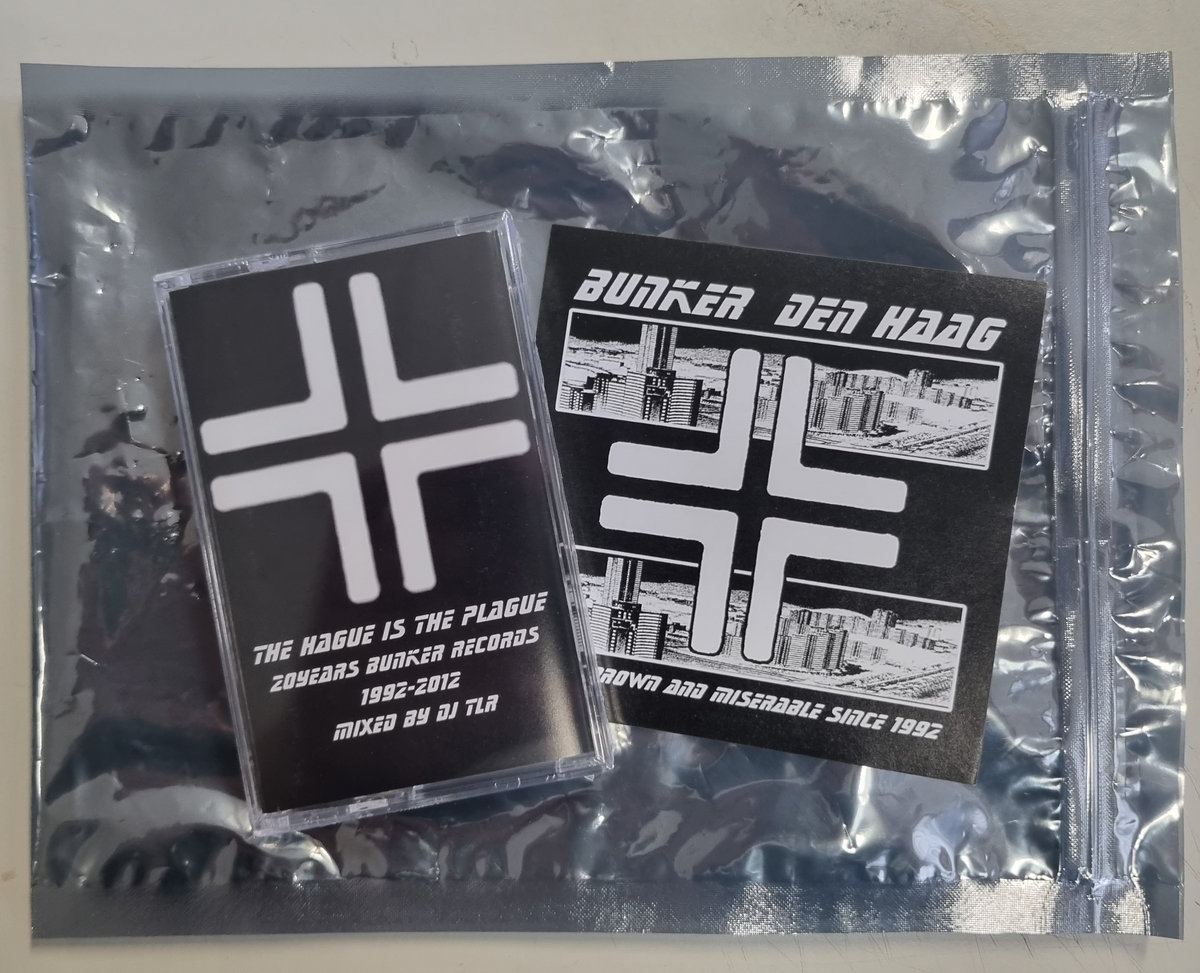 THE HAGUE IS THE PLAGUE
20YEARS BUNKER RECORDS
1992-2012
MIXED BY DJ TLR
BUNKER DEN HAAG
ROWN AND MISERABLE SINCE 1992